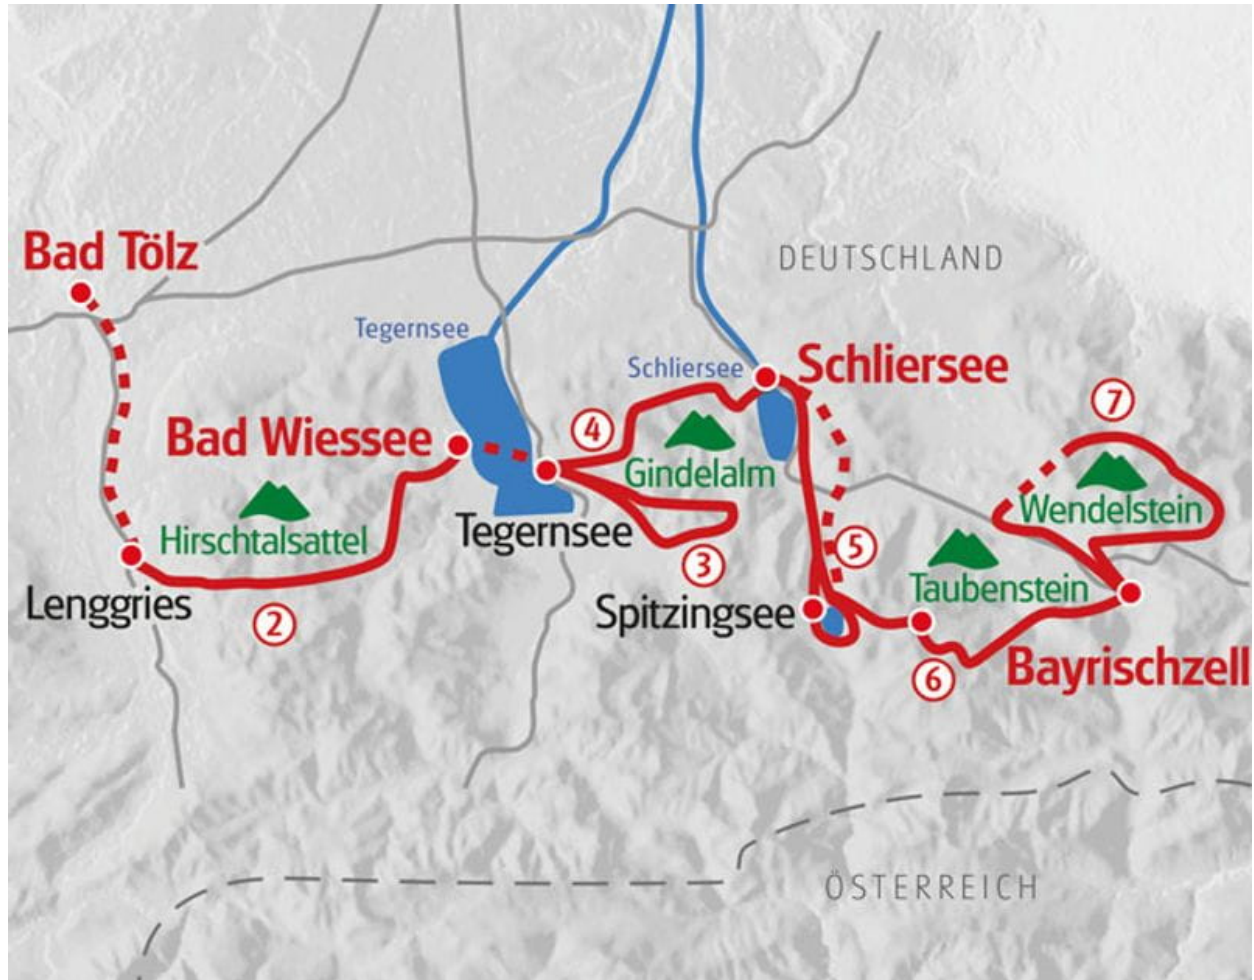 Bad Tölz
DEUTSCHLAND
Tegernsee
Schliersee
Schliersee
7
Bad Wiessee
4
Gindelalm
Wendelstein
Hirschtalsattel
Tegernsee
3
5
Taubenstein
Lenggries
2
Spitzingsee
6
Bayrischzell
ÖSTERREICH